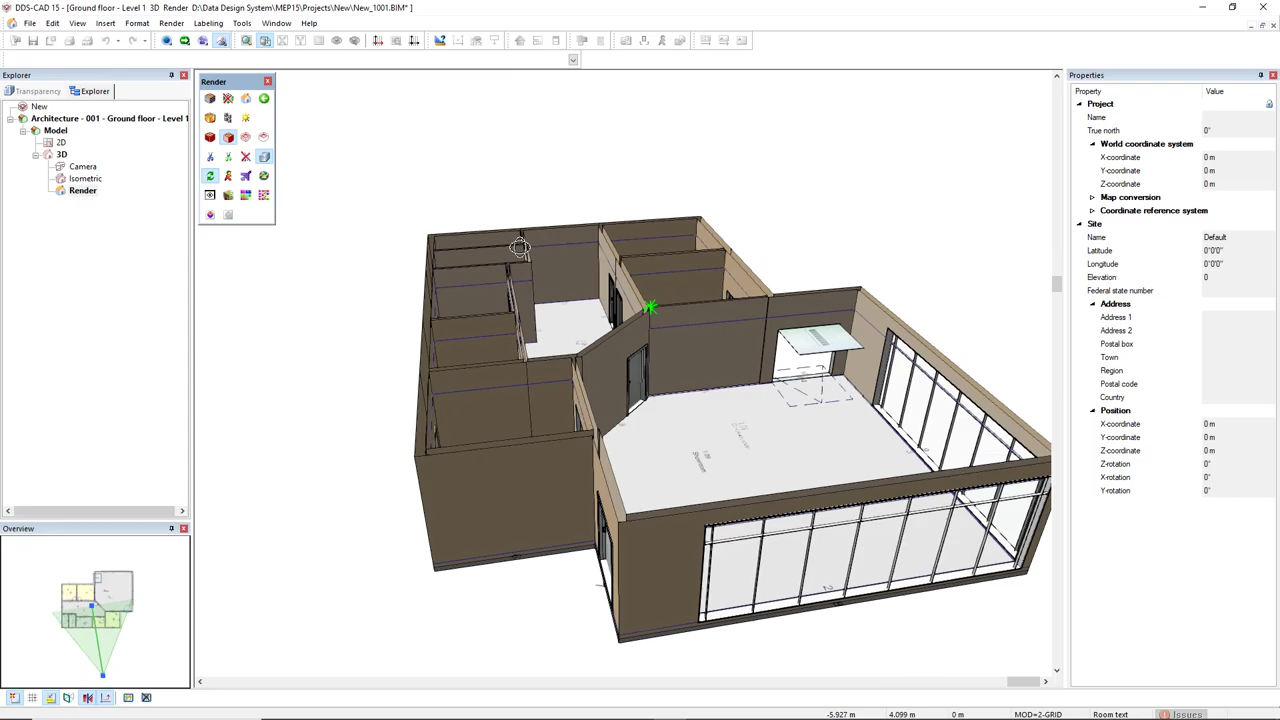 DDS-CAD 15 - [Ground floor - Level 1  3D  Render  D:\Data Design System\MEP15\Projects\New\New_1001.BIM* ]
File Edit View Insert Format Render Labeling Tools Window Help
Explorer
Transparency Explorer
New
Architecture - 001 - Ground floor - Level 1
Model
2D
3D
Camera
Isometric
Render
Overview
Render
Properties
Property Value
Project
Name
True north 0°
World coordinate system
X-coordinate 0 m
Y-coordinate 0 m
Z-coordinate 0 m
Map conversion
Coordinate reference system
Site
Name Default
Latitude 0°0'0"
Longitude 0°0'0"
Elevation 0
Federal state number
Address
Address 1
Address 2
Postal box
Town
Region
Postal code
Country
Position
X-coordinate 0 m
Y-coordinate 0 m
Z-coordinate 0 m
Z-rotation 0°
X-rotation 0°
Y-rotation 0°
-5.927 m 4.099 m 0 m MOD=2-GRID Room text Issues